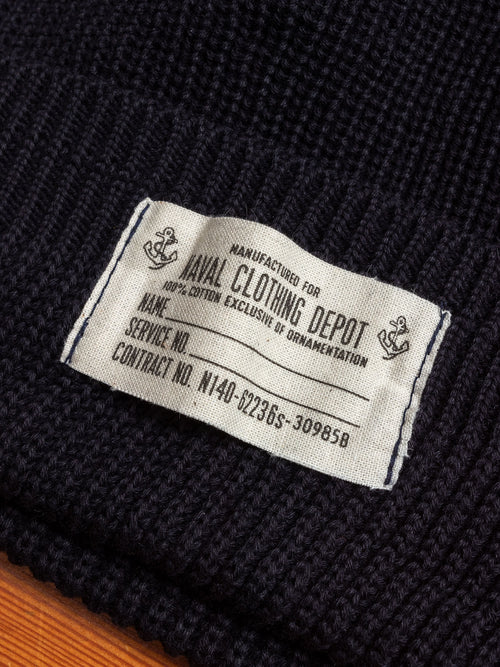 MANUFACTURED FOR
NAVAL CLOTHING DEPOT
100% COTTON EXCLUSIVE OF ORNAMENTATION
NAME
SERVICE NO.
CONTRACT NO. N140-62236s-30985B